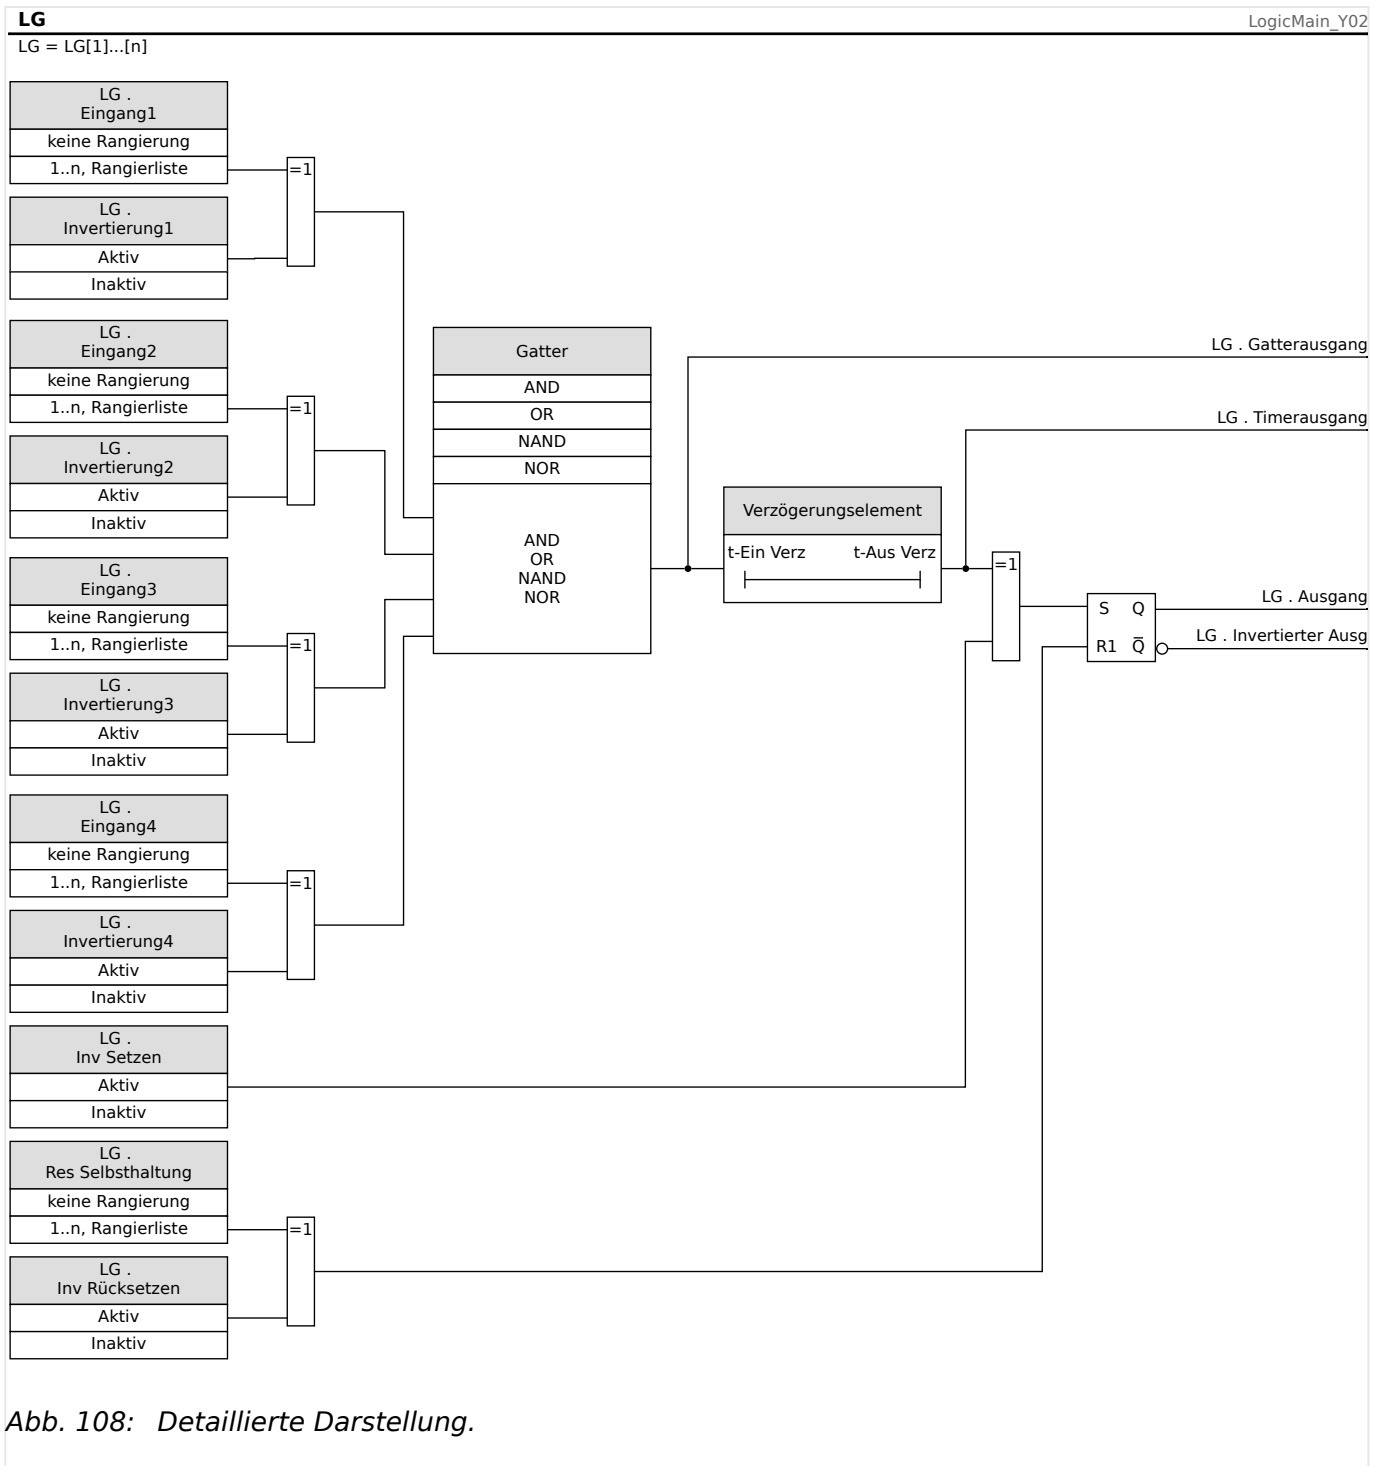 LG
LogicMain_Y02
LG = LG[1]...[n]
LG .
Eingang1
keine Rangierung
1..n, Rangierliste
=1
LG .
Invertierung1
Aktiv
Inaktiv
LG .
Eingang2
keine Rangierung
1..n, Rangierliste
=1
LG .
Invertierung2
Aktiv
Inaktiv
LG .
Eingang3
keine Rangierung
1..n, Rangierliste
=1
LG .
Invertierung3
Aktiv
Inaktiv
LG .
Eingang4
keine Rangierung
1..n, Rangierliste
=1
LG .
Invertierung4
Aktiv
Inaktiv
LG .
Inv Setzen
Aktiv
Inaktiv
LG .
Res Selbsthaltung
keine Rangierung
1..n, Rangierliste
=1
LG .
Inv Rücksetzen
Aktiv
Inaktiv
Gatter
AND
OR
NAND
NOR
AND
OR
NAND
NOR
LG . Gatterausgang
LG . Timerausgang
Verzögerungselement
t-Ein Verz t-Aus Verz
=1
S Q
R1 Q̅
LG . Ausgang
LG . Invertierter Ausg
Abb. 108: Detaillierte Darstellung.